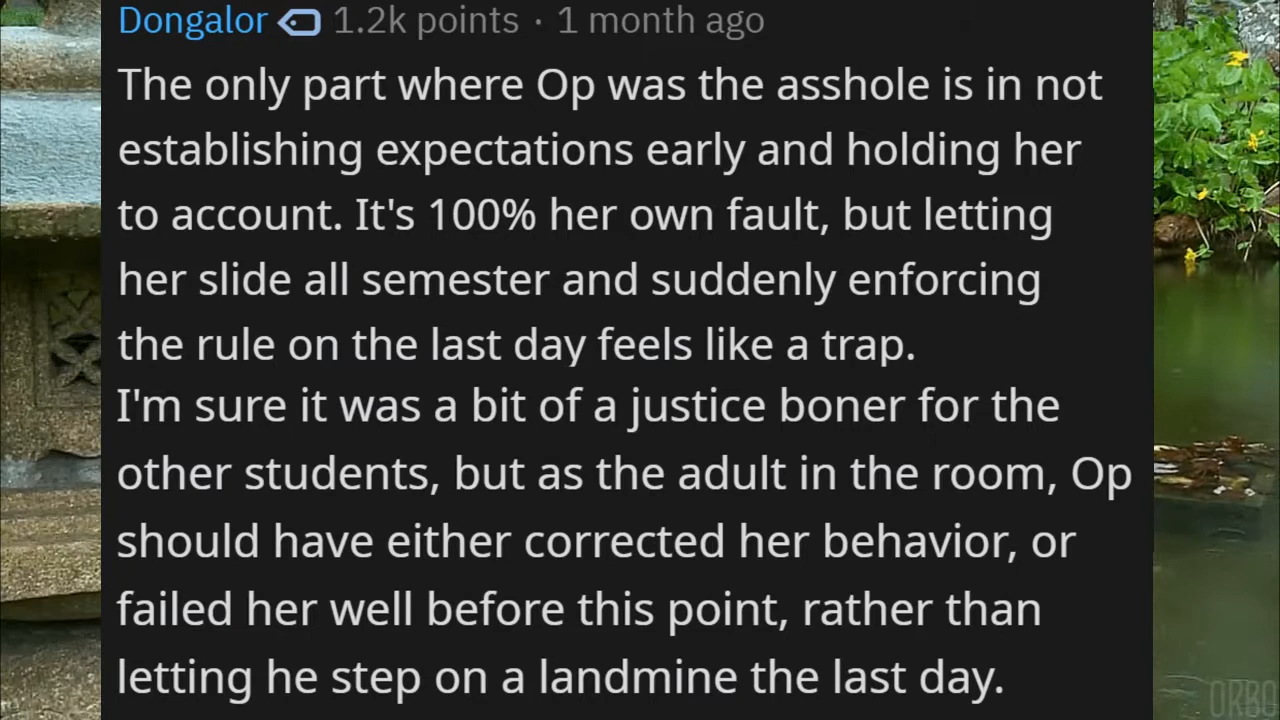 Dongalor 1.2k points · 1 month ago
The only part where Op was the asshole is in not
establishing expectations early and holding her
to account. It's 100% her own fault, but letting
her slide all semester and suddenly enforcing
the rule on the last day feels like a trap.
I'm sure it was a bit of a justice boner for the
other students, but as the adult in the room, Op
should have either corrected her behavior, or
failed her well before this point, rather than
letting he step on a landmine the last day.